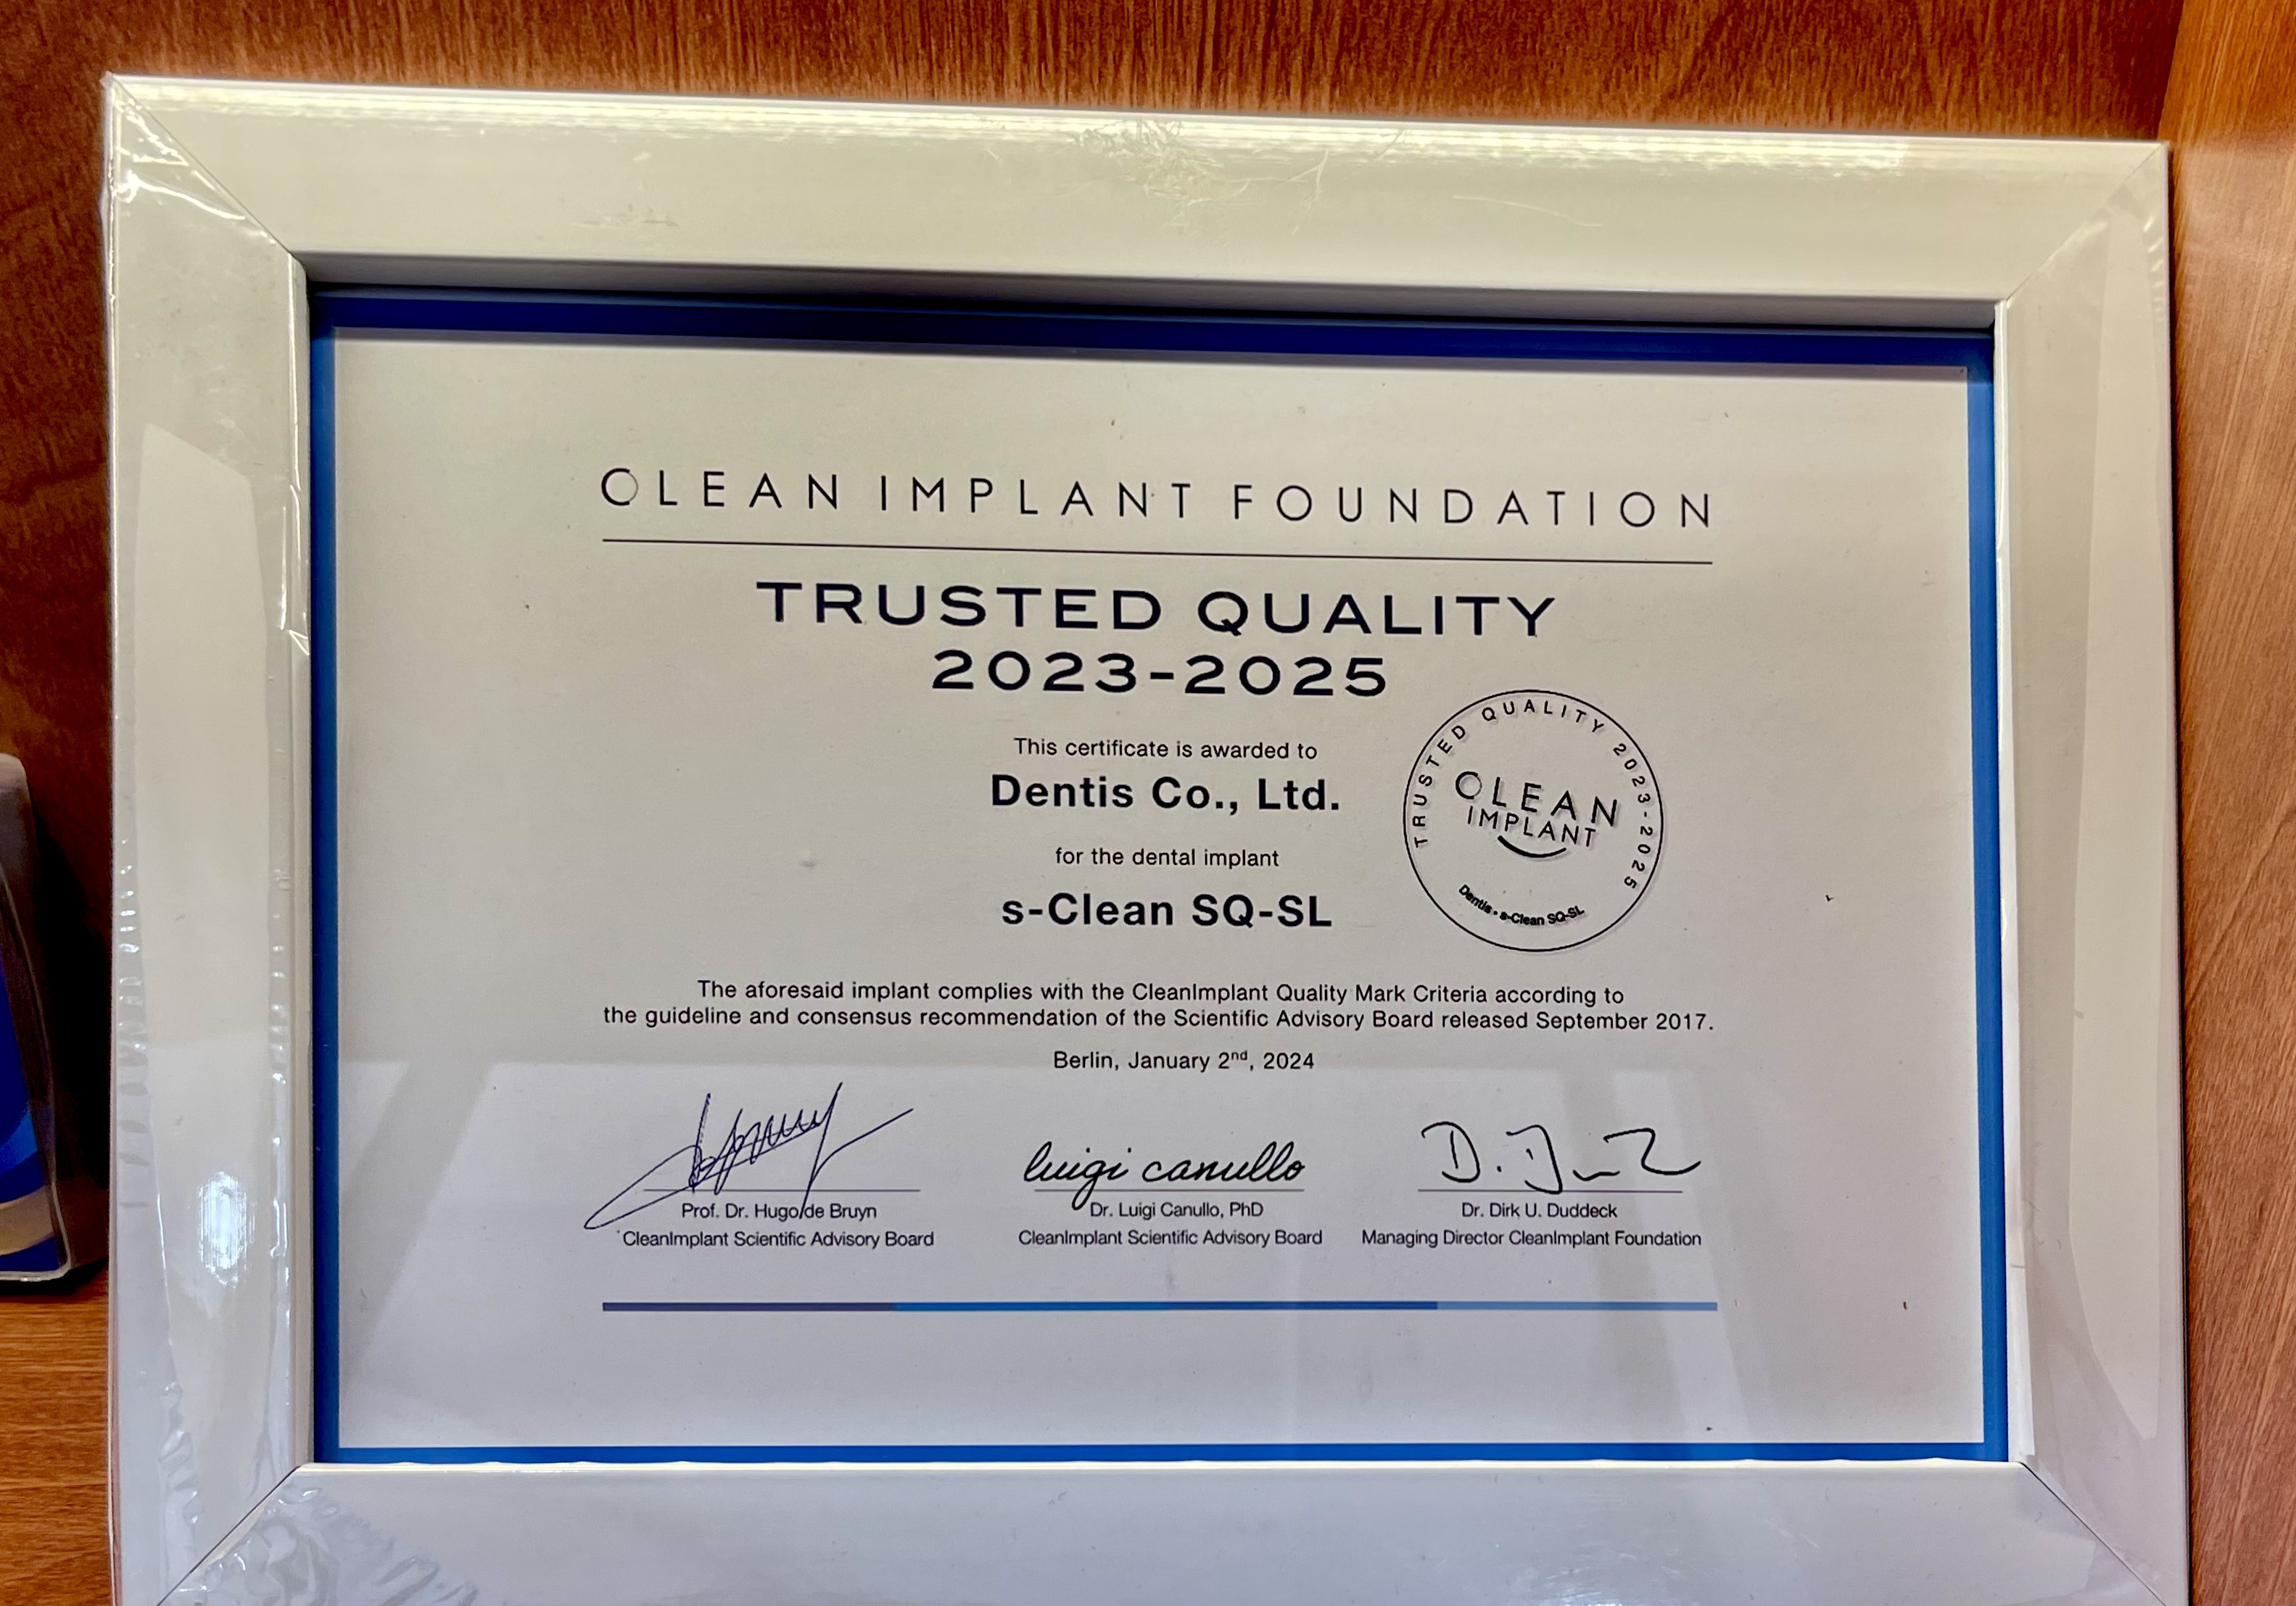 CLEAN IMPLANT FOUNDATION
TRUSTED QUALITY
2023-2025
This certificate is awarded to
Dentis Co., Ltd.
for the dental implant
s-Clean SQ-SL
TRUSTED QUALITY 2023-2025
CLEAN
IMPLANT
Dentis • s-Clean SQ-SL
The aforesaid implant complies with the CleanImplant Quality Mark Criteria according to
the guideline and consensus recommendation of the Scientific Advisory Board released September 2017.
Berlin, January 2nd, 2024
luigi canullo
Prof. Dr. Hugo de Bruyn
CleanImplant Scientific Advisory Board
Dr. Luigi Canullo, PhD
CleanImplant Scientific Advisory Board
Dr. Dirk U. Duddeck
Managing Director CleanImplant Foundation